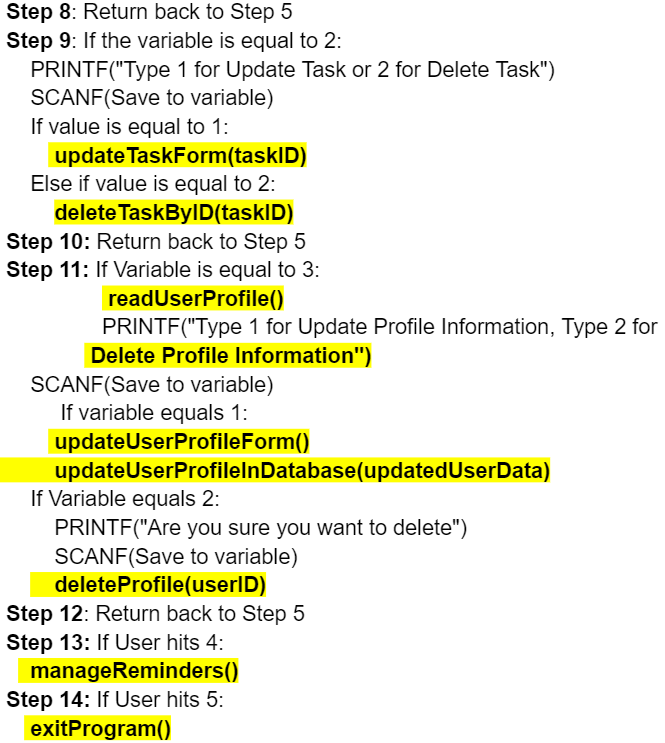 Step 8: Return back to Step 5
Step 9: If the variable is equal to 2:
PRINTF("Type 1 for Update Task or 2 for Delete Task")
SCANF(Save to variable)
If value is equal to 1:
updateTaskForm(taskID)
Else if value is equal to 2:
deleteTaskByID(taskID)
Step 10: Return back to Step 5
Step 11: If Variable is equal to 3:
readUserProfile()
PRINTF("Type 1 for Update Profile Information, Type 2 for
Delete Profile Information")
SCANF(Save to variable)
If variable equals 1:
updateUserProfileForm()
updateUserProfileInDatabase(updatedUserData)
If Variable equals 2:
PRINTF("Are you sure you want to delete")
SCANF(Save to variable)
deleteProfile(userID)
Step 12: Return back to Step 5
Step 13: If User hits 4:
manageReminders()
Step 14: If User hits 5:
exitProgram()